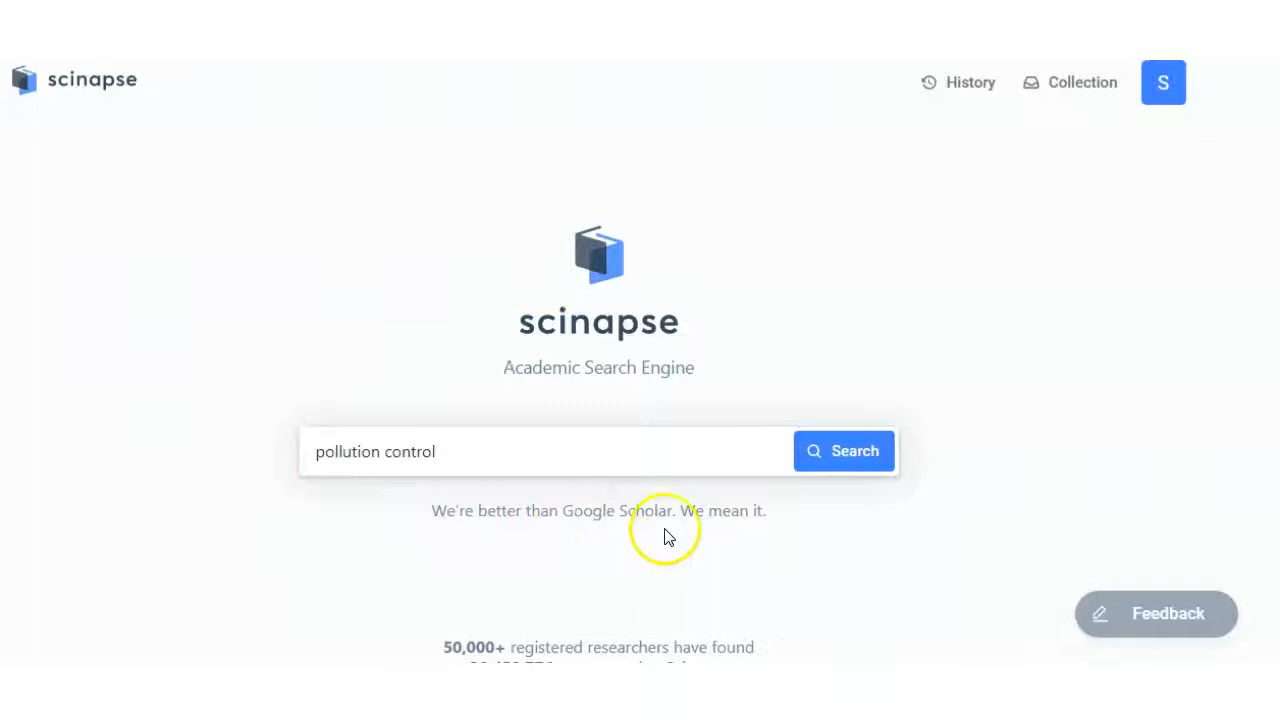 scinapse
History
Collection
S
scinapse
Academic Search Engine
pollution control
Search
We're better than Google Scholar. We mean it.
Feedback
50,000+ registered researchers have found